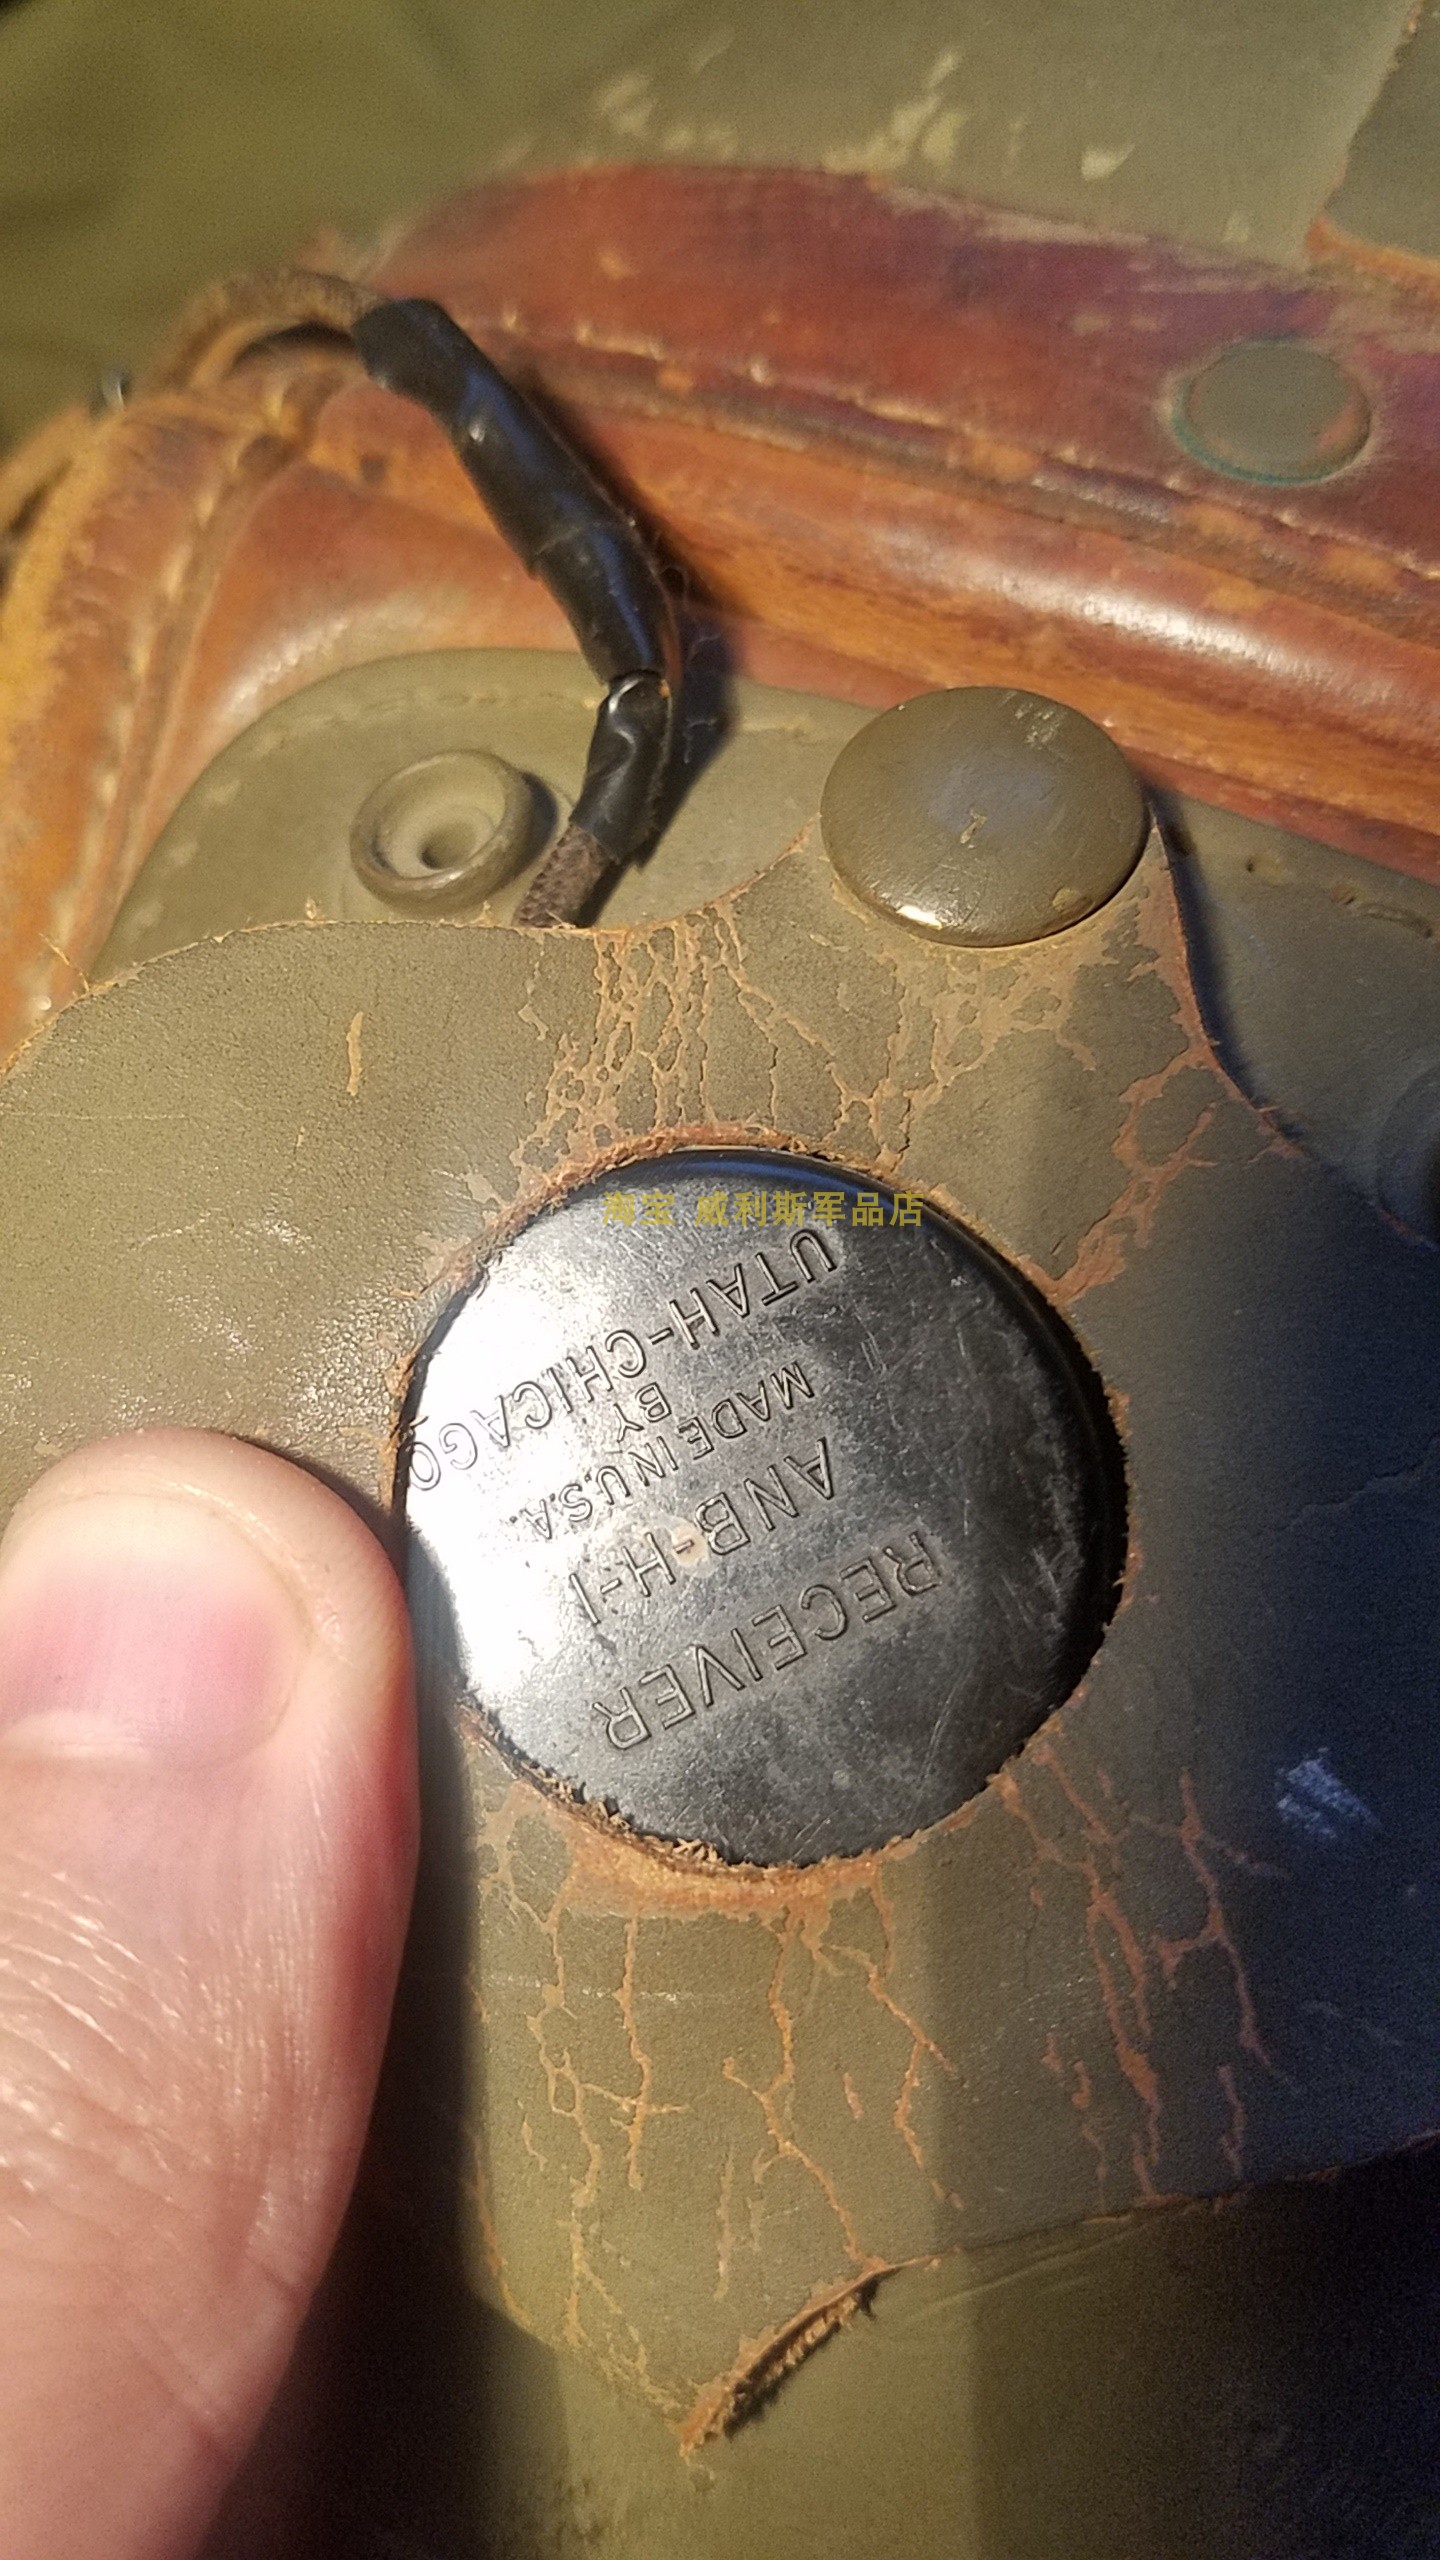 淘宝 威利斯军品店
RECEIVER
ANB-H-1
MADE IN U.S.A.
BY
UTAH-CHICAGO